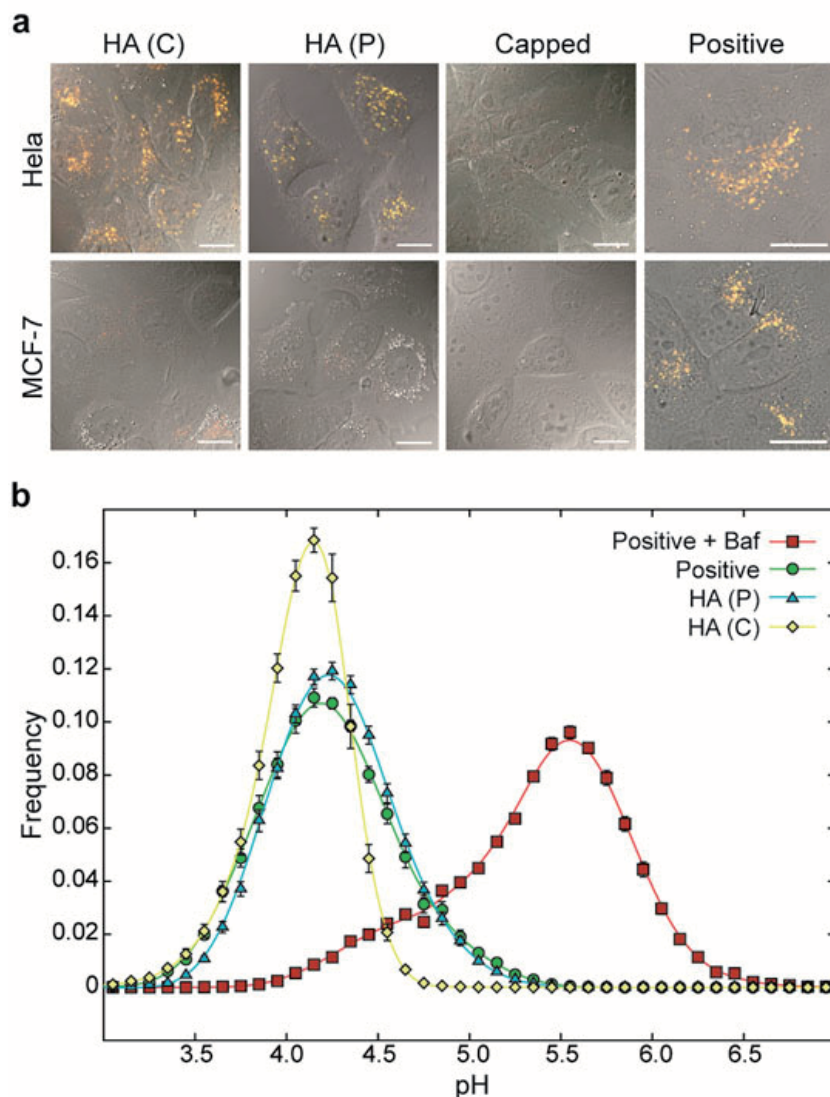 a
HA (C) HA (P) Capped Positive
Hela
MCF-7
b
Positive + Baf
Positive
HA (P)
HA (C)
0.16
0.14
0.12
0.10
0.08
0.06
0.04
0.02
0
Frequency
3.5 4.0 4.5 5.0 5.5 6.0 6.5
pH